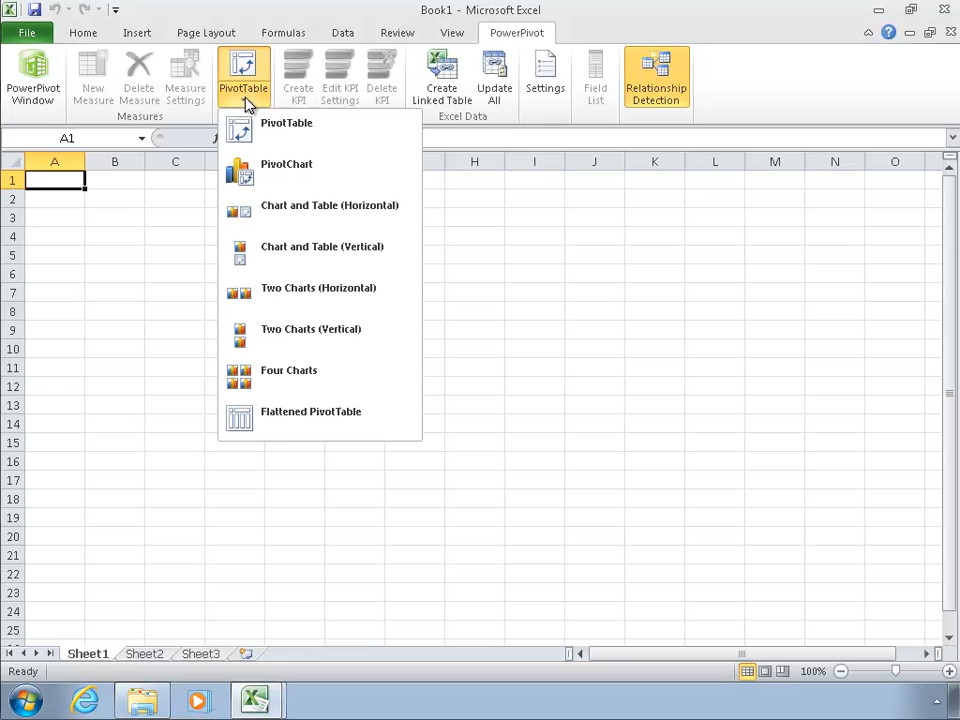 Book1 - Microsoft Excel
File Home Insert Page Layout Formulas Data Review View PowerPivot
PowerPivot Window
New Measure
Delete Measure
Measure Settings
PivotTable
Create KPI
Edit KPI Settings
Delete KPI
Create Linked Table
Update All
Settings
Field List
Relationship Detection
Measures
Excel Data
A1
PivotTable
PivotChart
Chart and Table (Horizontal)
Chart and Table (Vertical)
Two Charts (Horizontal)
Two Charts (Vertical)
Four Charts
Flattened PivotTable
A B C H I J K L M N O
1
2
3
4
5
6
7
8
9
10
11
12
13
14
15
16
17
18
19
20
21
22
23
24
25
Sheet1 Sheet2 Sheet3
Ready
100%